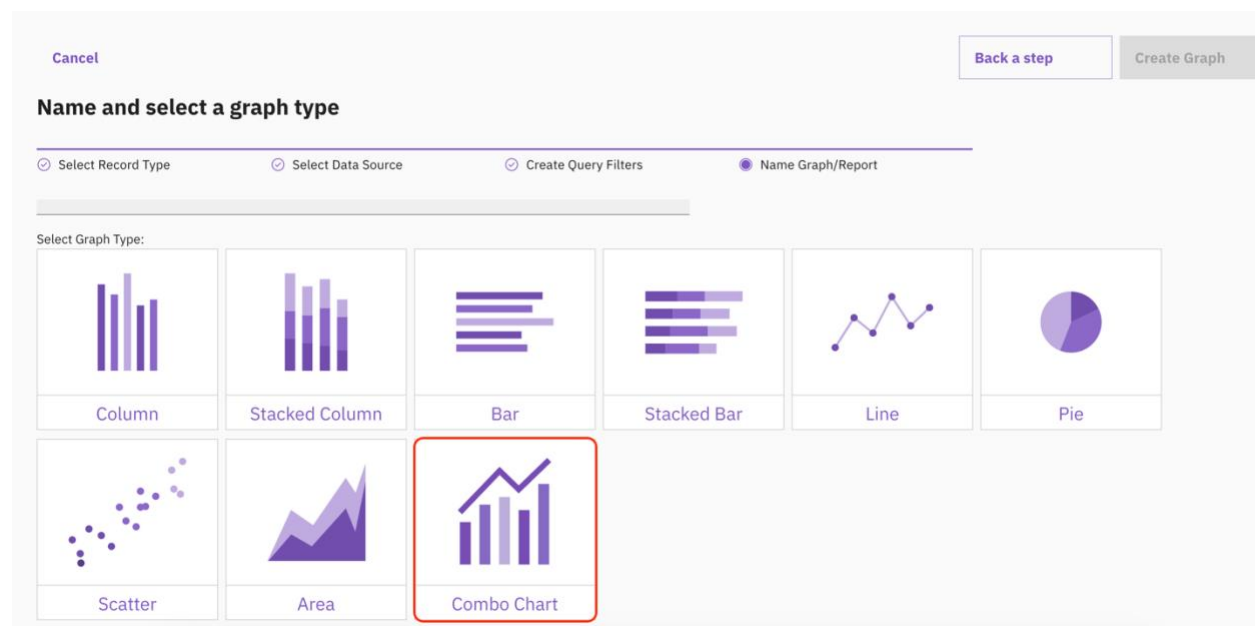 Cancel
Back a step
Create Graph
Name and select a graph type
Select Record Type
Select Data Source
Create Query Filters
Name Graph/Report
Select Graph Type:
Column
Stacked Column
Bar
Stacked Bar
Line
Pie
Scatter
Area
Combo Chart